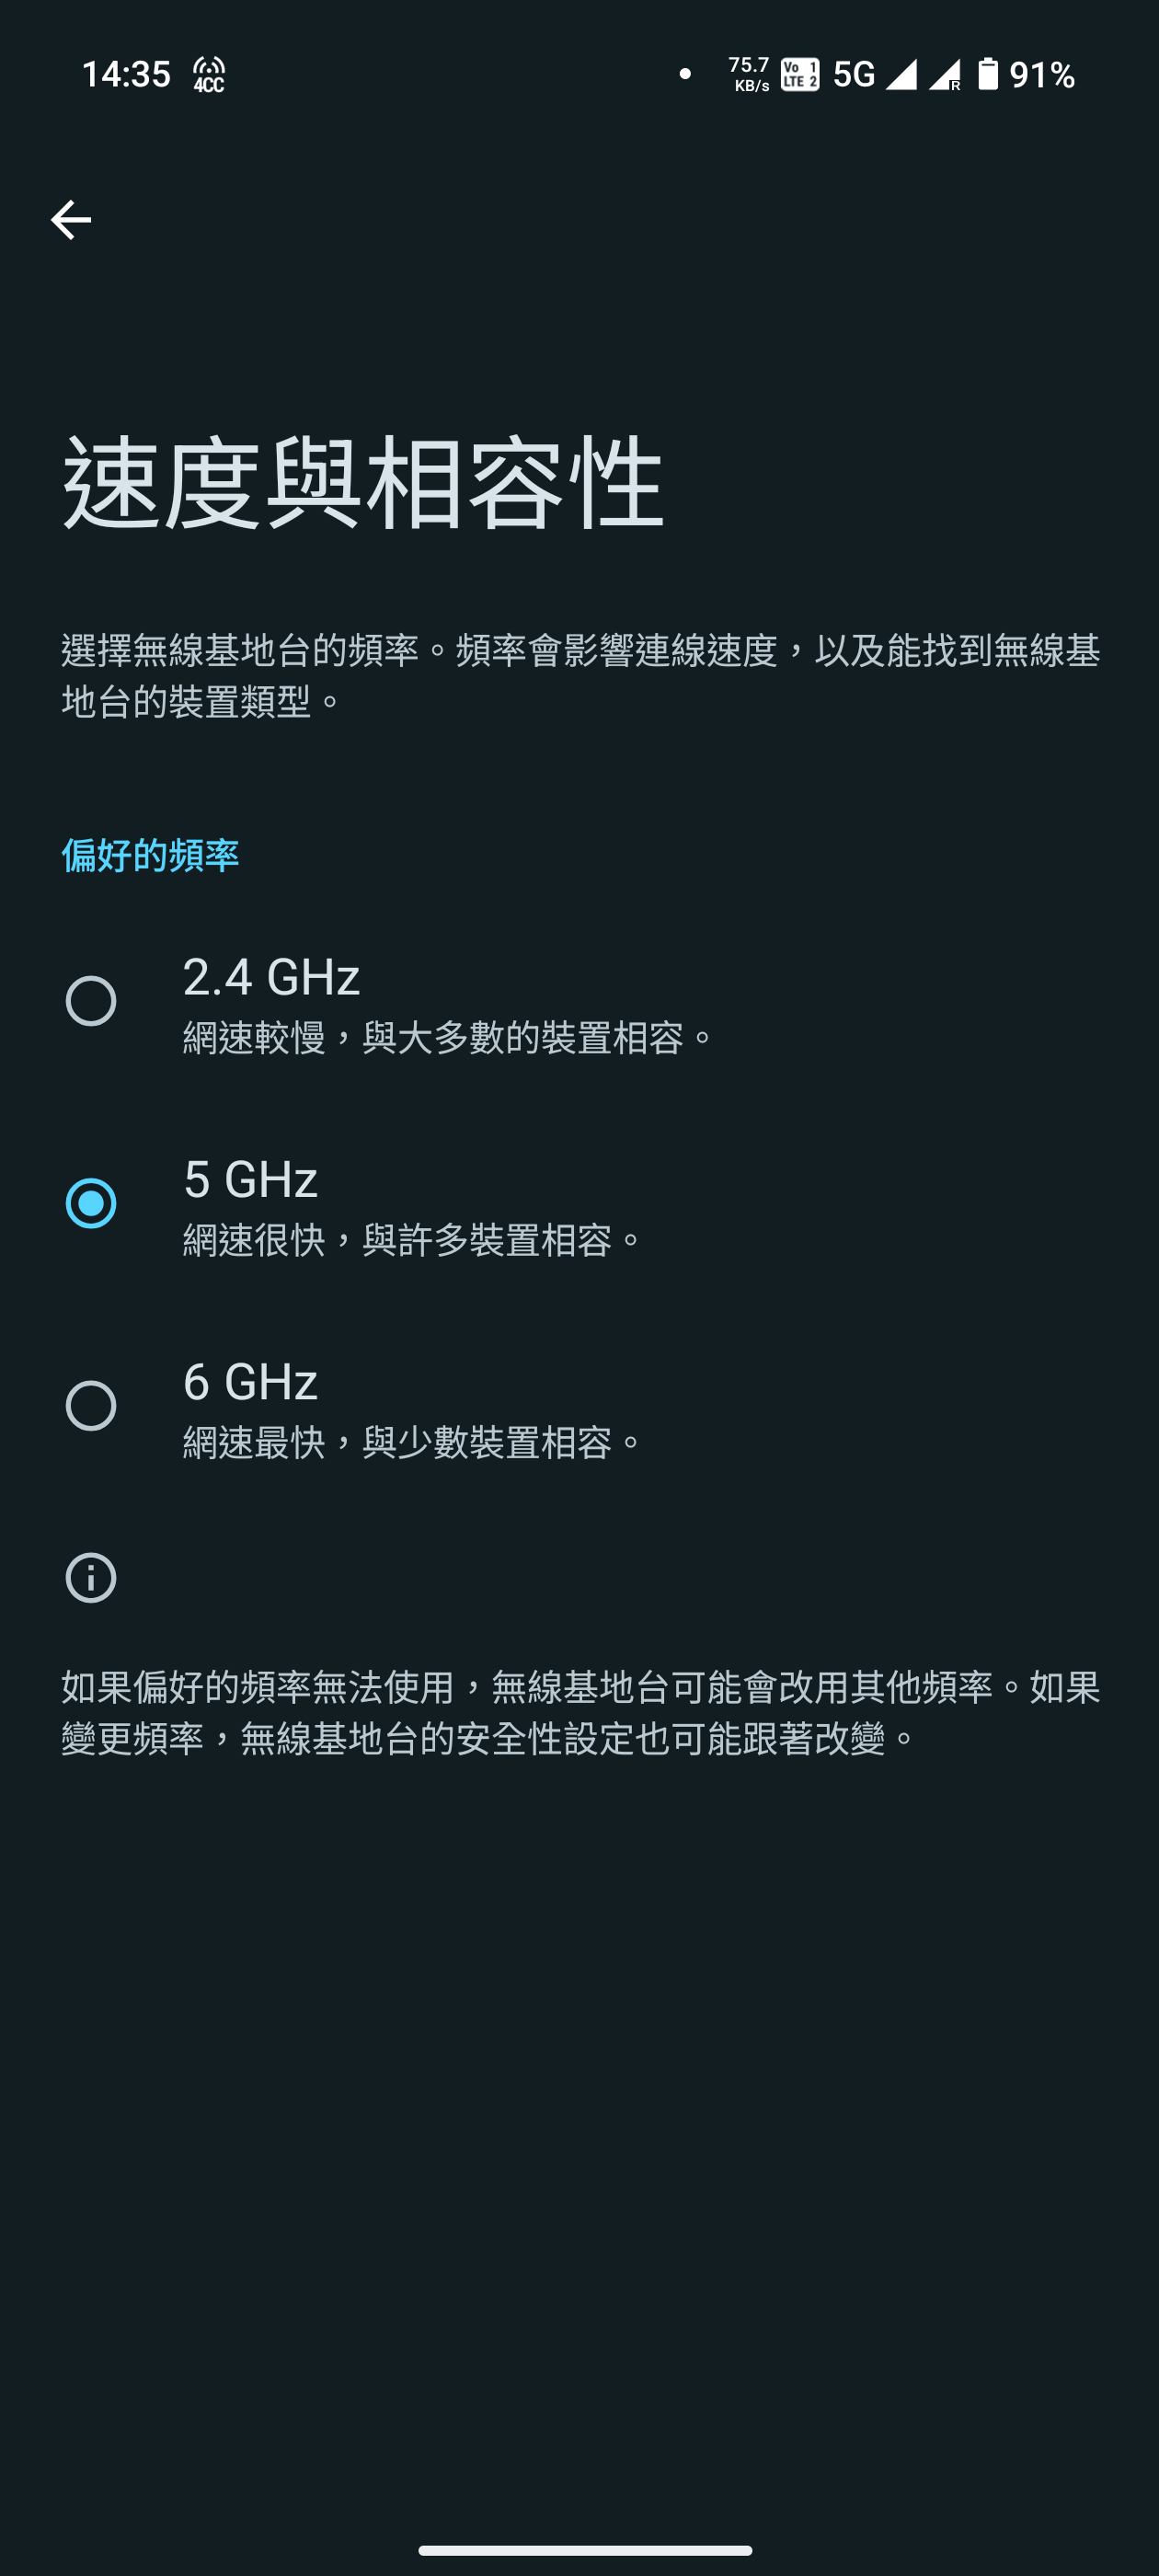 14:35 4CC 75.7 KB/s Vo LTE 1 2 5G R 91%
速度與相容性
選擇無線基地台的頻率。頻率會影響連線速度，以及能找到無線基
地台的裝置類型。
偏好的頻率
2.4 GHz
網速較慢，與大多數的裝置相容。
5 GHz
網速很快，與許多裝置相容。
6 GHz
網速最快，與少數裝置相容。
如果偏好的頻率無法使用，無線基地台可能會改用其他頻率。如果
變更頻率，無線基地台的安全性設定也可能跟著改變。